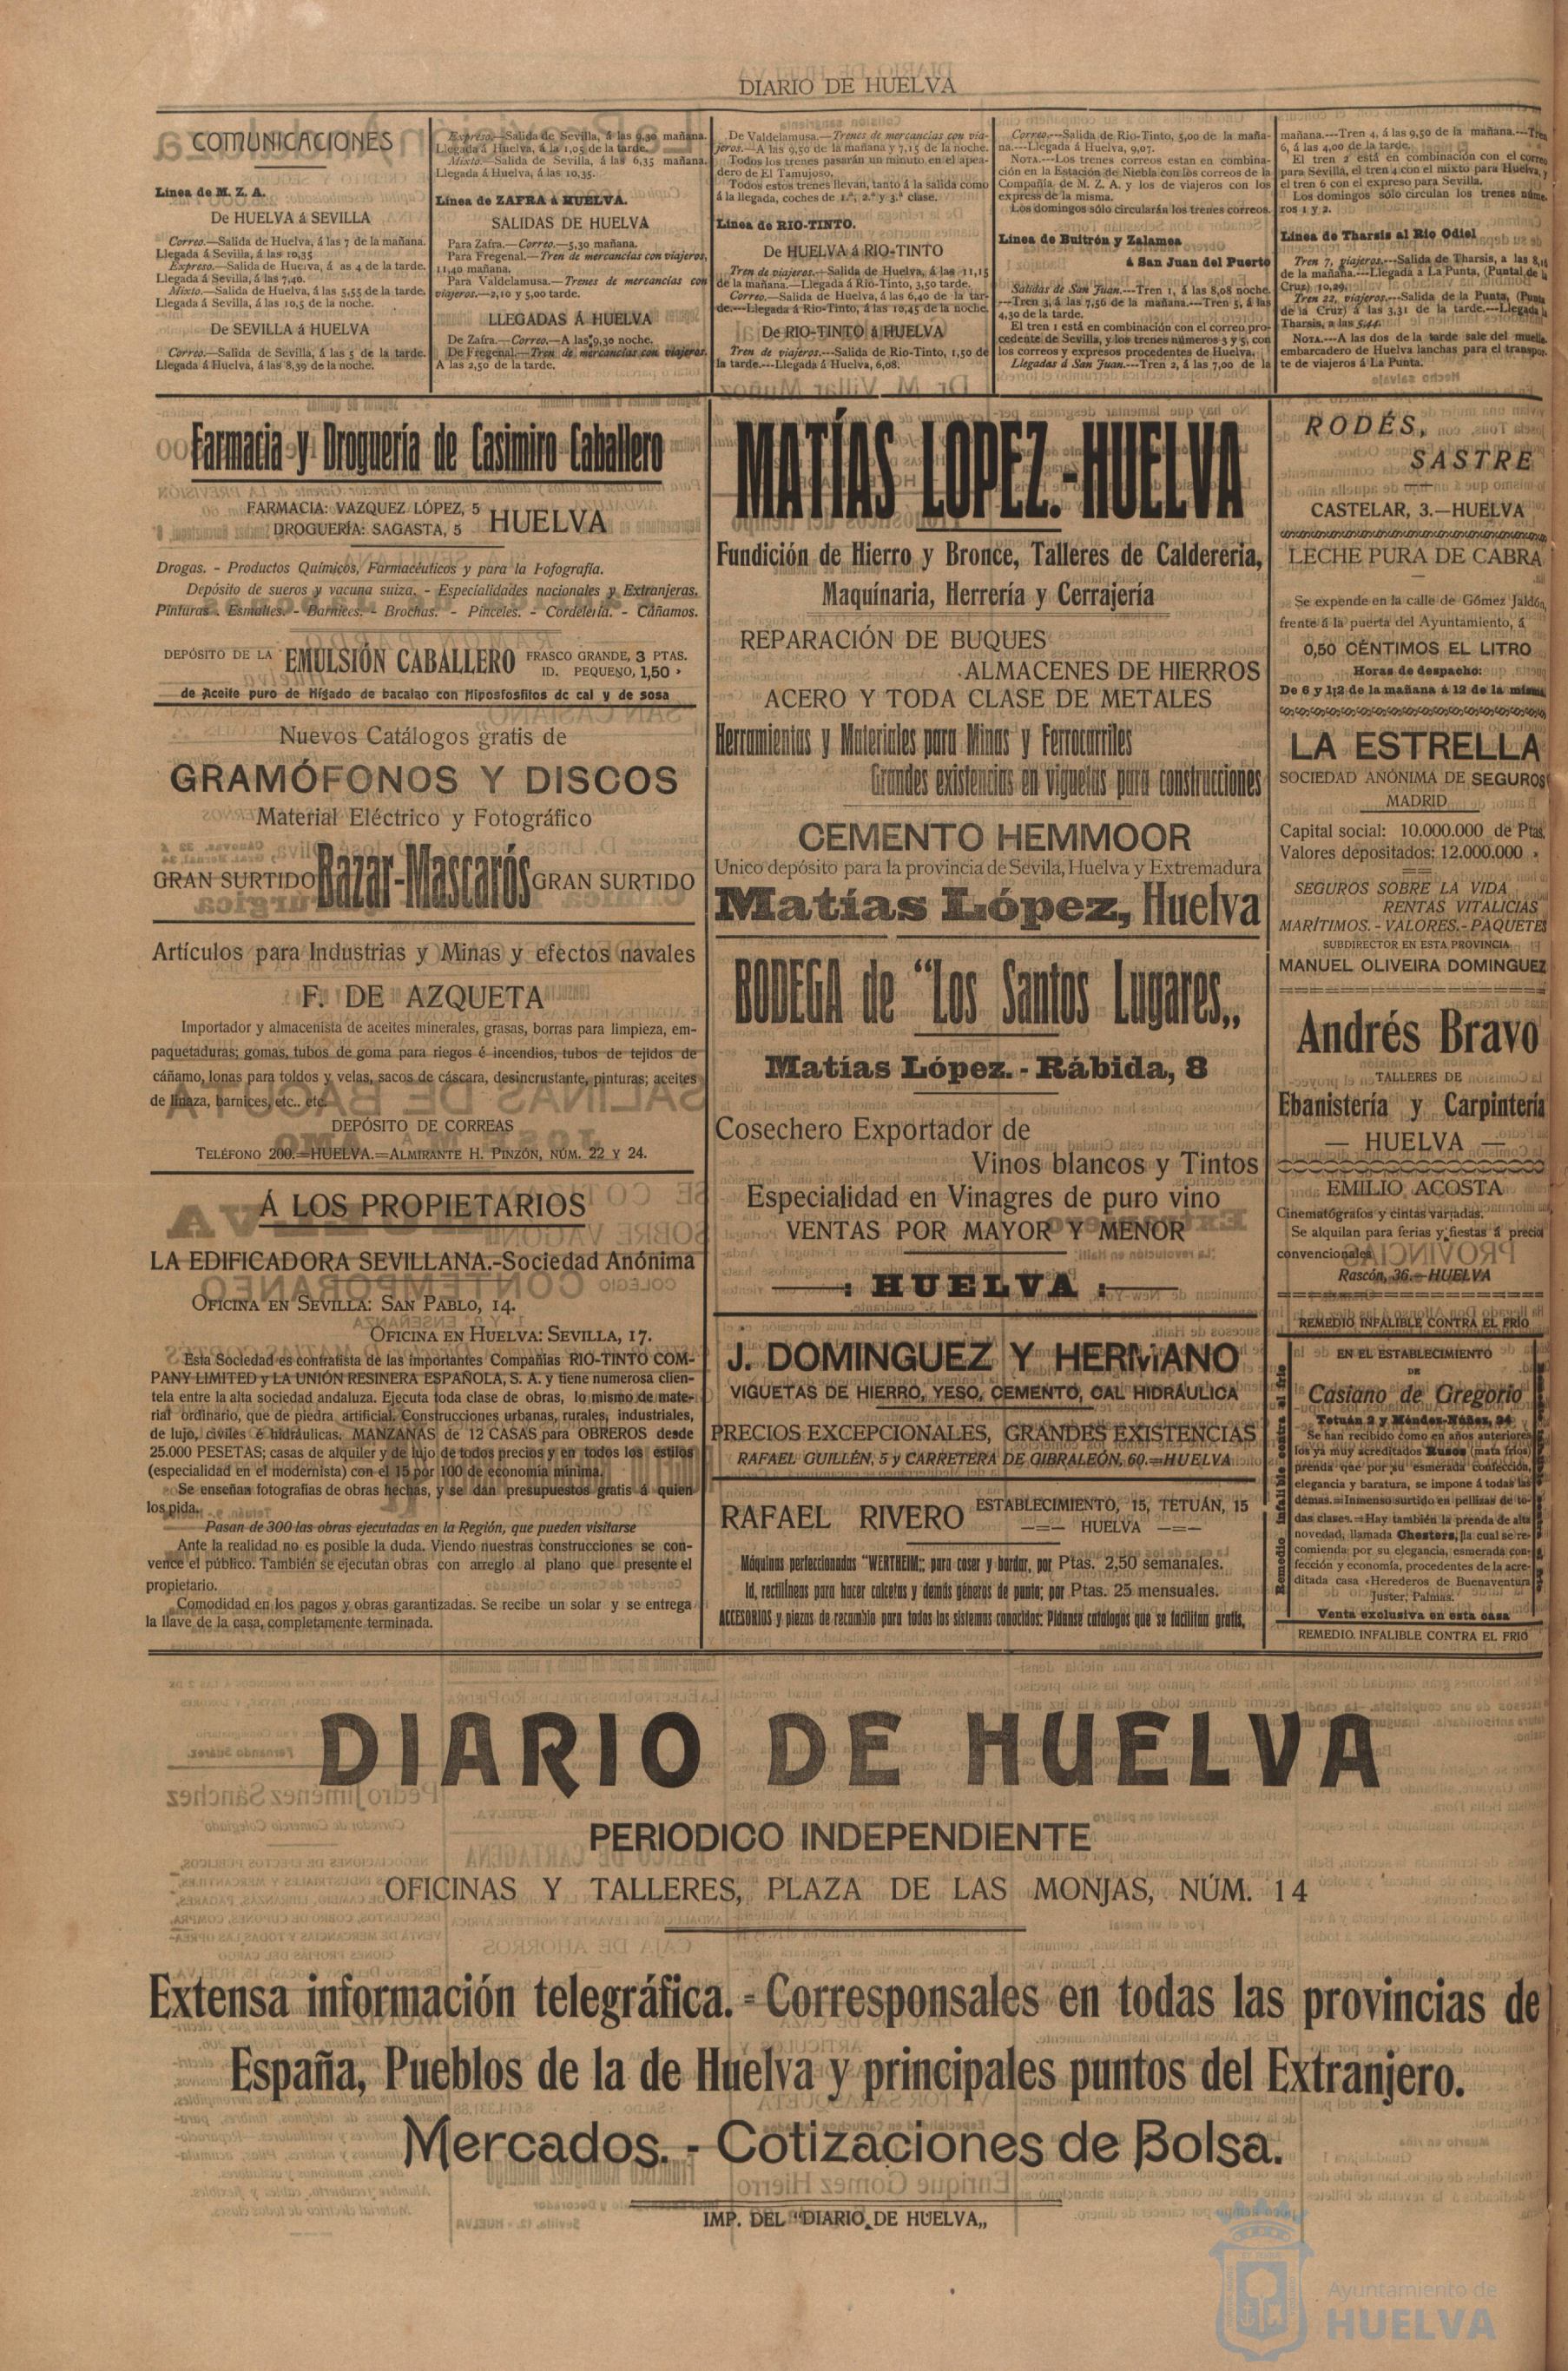 DIARIO DE HUELVA
COMUNICACIONES
Línea de M. Z. A.
De HUELVA á SEVILLA
Correo.—Salida de Huelva, á las 7 de la mañana.
Llegada á Sevilla, á las 10,35
Expreso.—Salida de Huelva, á as 4 de la tarde.
Llegada á Sevilla, á las 7,40.
Mixto.—Salida de Huelva, á las 5,55 de la tarde.
Llegada á Sevilla, á las 10,5 de la noche.
De SEVILLA á HUELVA
Correo.—Salida de Sevilla, á las 5 de la tarde.
Llegada á Huelva, á las 8,39 de la noche.
Expreso.—Salida de Sevilla, á las 9,30 mañana.
Llegada á Huelva, á la 1,05 de la tarde.
Mixto.—Salida de Sevilla, á las 6,35 mañana.
Llegada á Huelva, á las 10,35.
Línea de ZAFRA á HUELVA.
SALIDAS DE HUELVA
Para Zafra.—Correo.—5,30 mañana.
Para Fregenal.—Tren de mercancías con viajeros,
11,40 mañana.
Para Valdelamusa.—Trenes de mercancías con
viajeros.—2,10 y 5,00 tarde.
LLEGADAS Á HUELVA
De Zafra.—Correo.—A las 9,30 noche.
De Fregenal.—Tren de mercancías con viajeros.
A las 2,50 de la tarde.
De Valdelamusa.—Trenes de mercancías con via-
jeros.—A las 9,50 de la mañana y 7,15 de la noche.
Todos los trenes pasarán un minuto en el apea-
dero de El Tamujoso.
Todos estos trenes llevan, tanto á la salida como
á la llegada, coches de 1.ª, 2.ª y 3.ª clase.
Línea de RIO-TINTO.
De HUELVA á RIO-TINTO
Tren de viajeros.—Salida de Huelva, á las 11,15
de la mañana.—Llegada á Rio-Tinto, 3,50 tarde.
Correo.—Salida de Huelva, á las 6,40 de la tar-
de.---Llegada á Rio-Tinto, á las 10,45 de la noche.
De RIO-TINTO á HUELVA
Tren de viajeros.---Salida de Rio-Tinto, 1,50 de
la tarde.---Llegada á Huelva, 6,08.
Correo.---Salida de Rio-Tinto, 5,00 de la maña-
na.---Llegada á Huelva, 9,07.
NOTA.---Los trenes correos estan en combina-
ción en la Estación de Niebla con los correos de la
Compañía de M. Z. A. y los de viajeros con los
express de la misma.
Los domingos sólo circularán los trenes correos.
Línea de Buitrón y Zalamea
á San Juan del Puerto
Salidas de San Juan.---Tren 1, á las 8,08 noche.
---Tren 3, á las 7,56 de la mañana.---Tren 5, á las
4,30 de la tarde.
El tren 1 está en combinación con el correo pro-
cedente de Sevilla, y los trenes números 3 y 5, con
los correos y expresos procedentes de Huelva.
Llegadas á San Juan.---Tren 2, á las 7,00 de la
mañana.---Tren 4, á las 9,50 de la mañana.---Tren
6, á las 4,00 de la tarde.
El tren 2 está en combinación con el correo
para Sevilla, el tren 4 con el mixto para Huelva, y
el tren 6 con el expreso para Sevilla.
Los domingos sólo circulan los trenes núme-
ros 1 y 2.
Línea de Tharsis al Rio Odiel
Tren 7, viajeros.---Salida de Tharsis, a las 8,15
de la mañana.---Llegada á La Punta, (Puntal de la
Cruz) 10,29.
Tren 22, viajeros.---Salida de la Punta, (Punta
de la Cruz) á las 3,31 de la tarde.---Llegada á
Tharsis, a las 5,44.
NOTA.---A las dos de la tarde sale del muelle
embarcadero de Huelva lanchas para el transpor-
te de viajeros á La Punta.
Farmacia y Droguería de Casimiro Caballero
FARMACIA: VAZQUEZ LÓPEZ, 5
DROGUERÍA: SAGASTA, 5
HUELVA
Drogas. - Productos Químicos, Farmacéuticos y para la Fofografía.
Depósito de sueros y vacuna suiza. - Especialidades nacionales y Extranjeras.
Pinturas. - Esmaltes. - Barnices. - Brochas. - Pinceles. - Cordelería. - Cáñamos.
DEPÓSITO DE LA EMULSIÓN CABALLERO
FRASCO GRANDE, 3 PTAS.
ID. PEQUEÑO, 1,50 »
de Aceite puro de Hígado de bacalao con Hiposfosfitos de cal y de sosa
Nuevos Catálogos gratis de
GRAMÓFONOS Y DISCOS
Material Eléctrico y Fotográfico
GRAN SURTIDO Bazar-Mascarós GRAN SURTIDO
Artículos para Industrias y Minas y efectos navales
F. DE AZQUETA
Importador y almacenista de aceites minerales, grasas, borras para limpieza, em-
paquetaduras; gomas, tubos de goma para riegos é incendios, tubos de tejidos de
cáñamo, lonas para toldos y velas, sacos de cáscara, desincrustante, pinturas; aceites
de linaza, barnices, etc.. etc.
DEPÓSITO DE CORREAS
TELÉFONO 200.=HUELVA.=ALMIRANTE H. PINZÓN, NÚM. 22 Y 24.
Á LOS PROPIETARIOS
LA EDIFICADORA SEVILLANA.-Sociedad Anónima
OFICINA EN SEVILLA: SAN PABLO, 14.
OFICINA EN HUELVA: SEVILLA, 17.
Esta Sociedad es contratista de las importantes Compañías RIO-TINTO COM-
PANY LIMITED y LA UNIÓN RESINERA ESPAÑOLA, S. A. y tiene numerosa clien-
tela entre la alta sociedad andaluza. Ejecuta toda clase de obras, lo mismo de mate-
rial ordinario, que de piedra artificial. Construcciones urbanas, rurales, industriales,
de lujo, civiles é hidráulicas. MANZANAS de 12 CASAS para OBREROS desde
25.000 PESETAS; casas de alquiler y de lujo de todos precios y en todos los estilos
(especialidad en el modernista) con el 15 por 100 de economía mínima.
Se enseñan fotografias de obras hechas, y se dan presupuestos gratis á quien
los pida.
Pasan de 300 las obras ejecutadas en la Región, que pueden visitarse
Ante la realidad no es posible la duda. Viendo nuestras construcciones se con-
vence el público. También se ejecutan obras con arreglo al plano que presente el
propietario.
Comodidad en los pagos y obras garantizadas. Se recibe un solar y se entrega
la llave de la casa, completamente terminada.
MATÍAS LOPEZ.-HUELVA
Fundición de Hierro y Bronce, Talleres de Calderería,
Maquinaria, Herrería y Cerrajería
REPARACIÓN DE BUQUES
ALMACENES DE HIERROS
ACERO Y TODA CLASE DE METALES
Herramientas y Materiales para Minas y Ferrocarriles
Grandes existencias en viguetas para construcciones
CEMENTO HEMMOOR
Unico depósito para la provincia de Sevila, Huelva y Extremadura
Matías López, Huelva
BODEGA de “Los Santos Lugares„
Matías López. - Rábida, 8
Cosechero Exportador de
Vinos blancos y Tintos
Especialidad en Vinagres de puro vino
VENTAS POR MAYOR Y MENOR
: HUELVA :
J. DOMINGUEZ Y HERMANO
VIGUETAS DE HIERRO, YESO, CEMENTO, CAL HIDRÁULICA
PRECIOS EXCEPCIONALES, GRANDES EXISTENCIAS
RAFAEL GUILLÉN, 5 y CARRETERA DE GIBRALEÓN, 60.=HUELVA
RAFAEL RIVERO
ESTABLECIMIENTO, 15, TETUÁN, 15
—=— HUELVA —=—
Máquinas perfeccionadas "WERTHEIM„ para coser y bordar, por Ptas. 2,50 semanales.
Id, rectilíneas para hacer calcetas y demás géneros de punto; por Ptas. 25 mensuales.
ACCESORIOS y piezas de recambio para todos los sistemas conocidos: Pídanse catálogos que se facilitan gratis.
RODÉS,
SASTRE
CASTELAR, 3.—HUELVA
LECHE PURA DE CABRA
Se expende en la calle de Gómez Jaldón,
frente á la puerta del Ayuntamiento, á
0,50 CÉNTIMOS EL LITRO
Horas de despacho:
De 6 y 1|2 de la mañana á 12 de la misma
LA ESTRELLA
SOCIEDAD ANÓNIMA DE SEGUROS
MADRID
Capital social: 10.000.000 de Ptas.
Valores depositados: 12.000.000 »
SEGUROS SOBRE LA VIDA
RENTAS VITALICIAS
MARÍTIMOS. - VALORES. - PAQUETES
SUBDIRECTOR EN ESTA PROVINCIA
MANUEL OLIVEIRA DOMINGUEZ
Andrés Bravo
TALLERES DE
Ebanistería y Carpintería
— HUELVA —
EMILIO ACOSTA
Cinematógrafos y cintas variadas.
Se alquilan para ferias y fiestas á precio
convencionales
Rascón, 36.—HUELVA
REMEDIO INFALIBLE CONTRA EL FRIO
Remedio infalible contra el frio
EN EL ESTABLECIMIENTO
DE
Casiano de Gregorio
Tetuán 2 y Méndez-Núñez, 24
Se han recibido como en años anteriores
los ya muy acreditados Rusos (mata fríos)
prenda que por su esmerada confección,
elegancia y baratura, se impone á todas las
demás.=Inmenso surtido en pellizas de to-
das clases.=Hay también la prenda de alta
novedad, llamada Chesters, la cual se re-
comienda por su elegancia, esmerada con-
fección y economía, procedentes de la acre-
ditada casa «Herederos de Buenaventura
Juster, Palmas.
Venta exclusiva en esta casa
REMEDIO INFALIBLE CONTRA EL FRIO
DIARIO DE HUELVA
PERIODICO INDEPENDIENTE
OFICINAS Y TALLERES, PLAZA DE LAS MONJAS, NÚM. 14
Extensa información telegráfica. - Corresponsales en todas las provincias de
España, Pueblos de la de Huelva y principales puntos del Extranjero.
Mercados. - Cotizaciones de Bolsa.
IMP. DEL “DIARIO DE HUELVA„
Ayuntamiento de
HUELVA